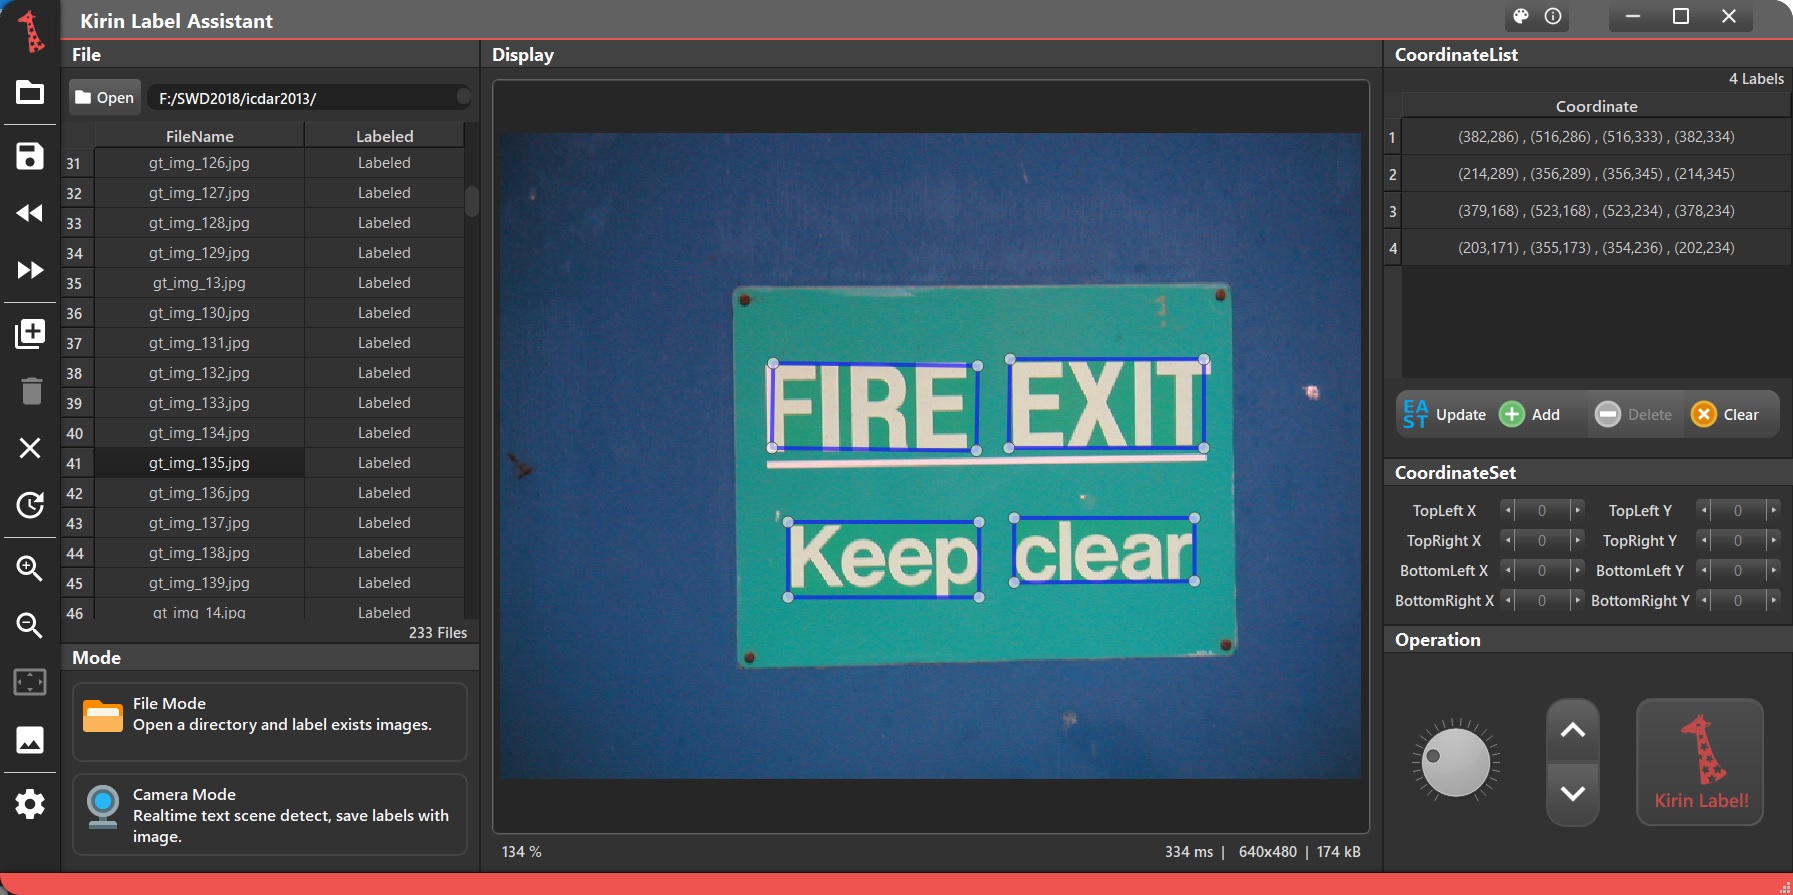 Kirin Label Assistant
File
Open
F:/SWD2018/icdar2013/
FileName Labeled
31 gt_img_126.jpg Labeled
32 gt_img_127.jpg Labeled
33 gt_img_128.jpg Labeled
34 gt_img_129.jpg Labeled
35 gt_img_13.jpg Labeled
36 gt_img_130.jpg Labeled
37 gt_img_131.jpg Labeled
38 gt_img_132.jpg Labeled
39 gt_img_133.jpg Labeled
40 gt_img_134.jpg Labeled
41 gt_img_135.jpg Labeled
42 gt_img_136.jpg Labeled
43 gt_img_137.jpg Labeled
44 gt_img_138.jpg Labeled
45 gt_img_139.jpg Labeled
46 gt_img_14.jpg Labeled
233 Files
Mode
File Mode
Open a directory and label exists images.
Camera Mode
Realtime text scene detect, save labels with
image.
Display
FIRE EXIT
Keep clear
134 %
334 ms | 640x480 | 174 kB
CoordinateList
4 Labels
Coordinate
1 (382,286) , (516,286) , (516,333) , (382,334)
2 (214,289) , (356,289) , (356,345) , (214,345)
3 (379,168) , (523,168) , (523,234) , (378,234)
4 (203,171) , (355,173) , (354,236) , (202,234)
EAST Update Add Delete Clear
CoordinateSet
TopLeft X 0 TopLeft Y 0
TopRight X 0 TopRight Y 0
BottomLeft X 0 BottomLeft Y 0
BottomRight X 0 BottomRight Y 0
Operation
Kirin Label!